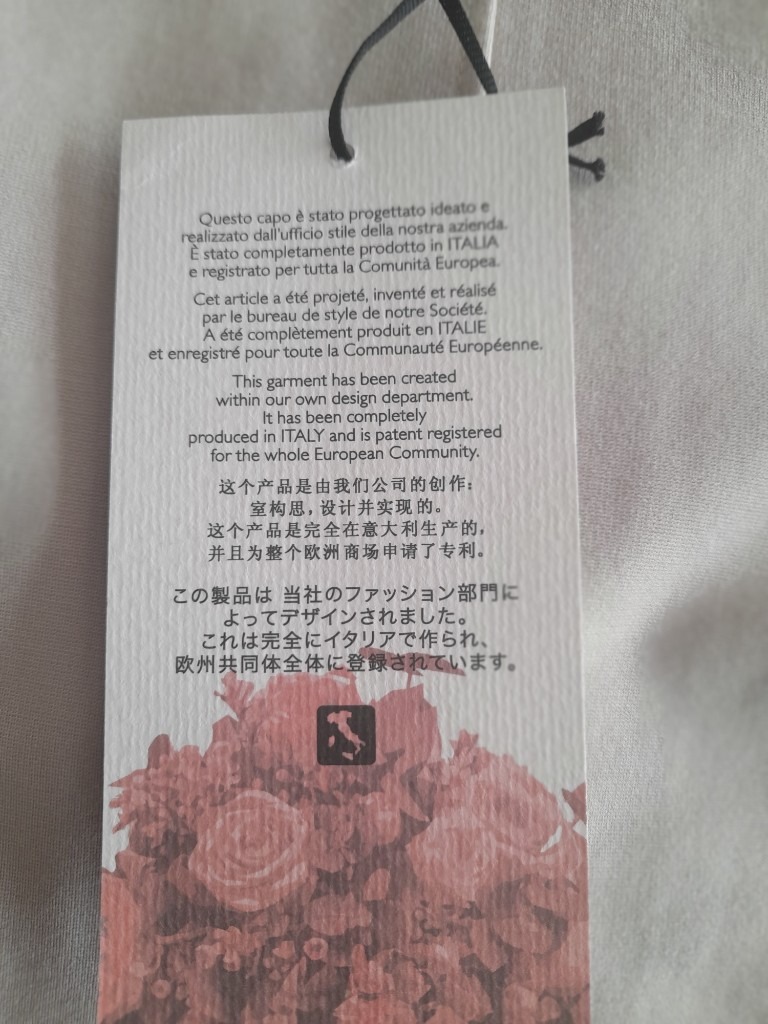 Questo capo è stato progettato ideato e
realizzato dall'ufficio stile della nostra azienda.
È stato completamente prodotto in ITALIA
e registrato per tutta la Comunità Europea.
Cet article a été projeté, inventé et réalisé
par le bureau de style de notre Société.
A été complètement produit en ITALIE
et enregistré pour toute la Communauté Européenne.
This garment has been created
within our own design department.
It has been completely
produced in ITALY and is patent registered
for the whole European Community.
这个产品是由我们公司的创作:
室构思,设计并实现的。
这个产品是完全在意大利生产的,
并且为整个欧洲商场申请了专利。
この製品は 当社のファッション部門に
よってデザインされました。
これは完全にイタリアで作られ、
欧州共同体全体に登録されています。